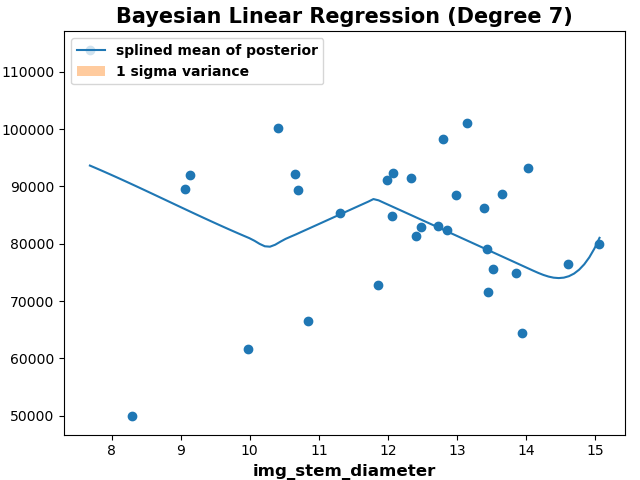 Bayesian Linear Regression (Degree 7)
splined mean of posterior
1 sigma variance
110000
100000
90000
80000
70000
60000
50000
8 9 10 11 12 13 14 15
img_stem_diameter